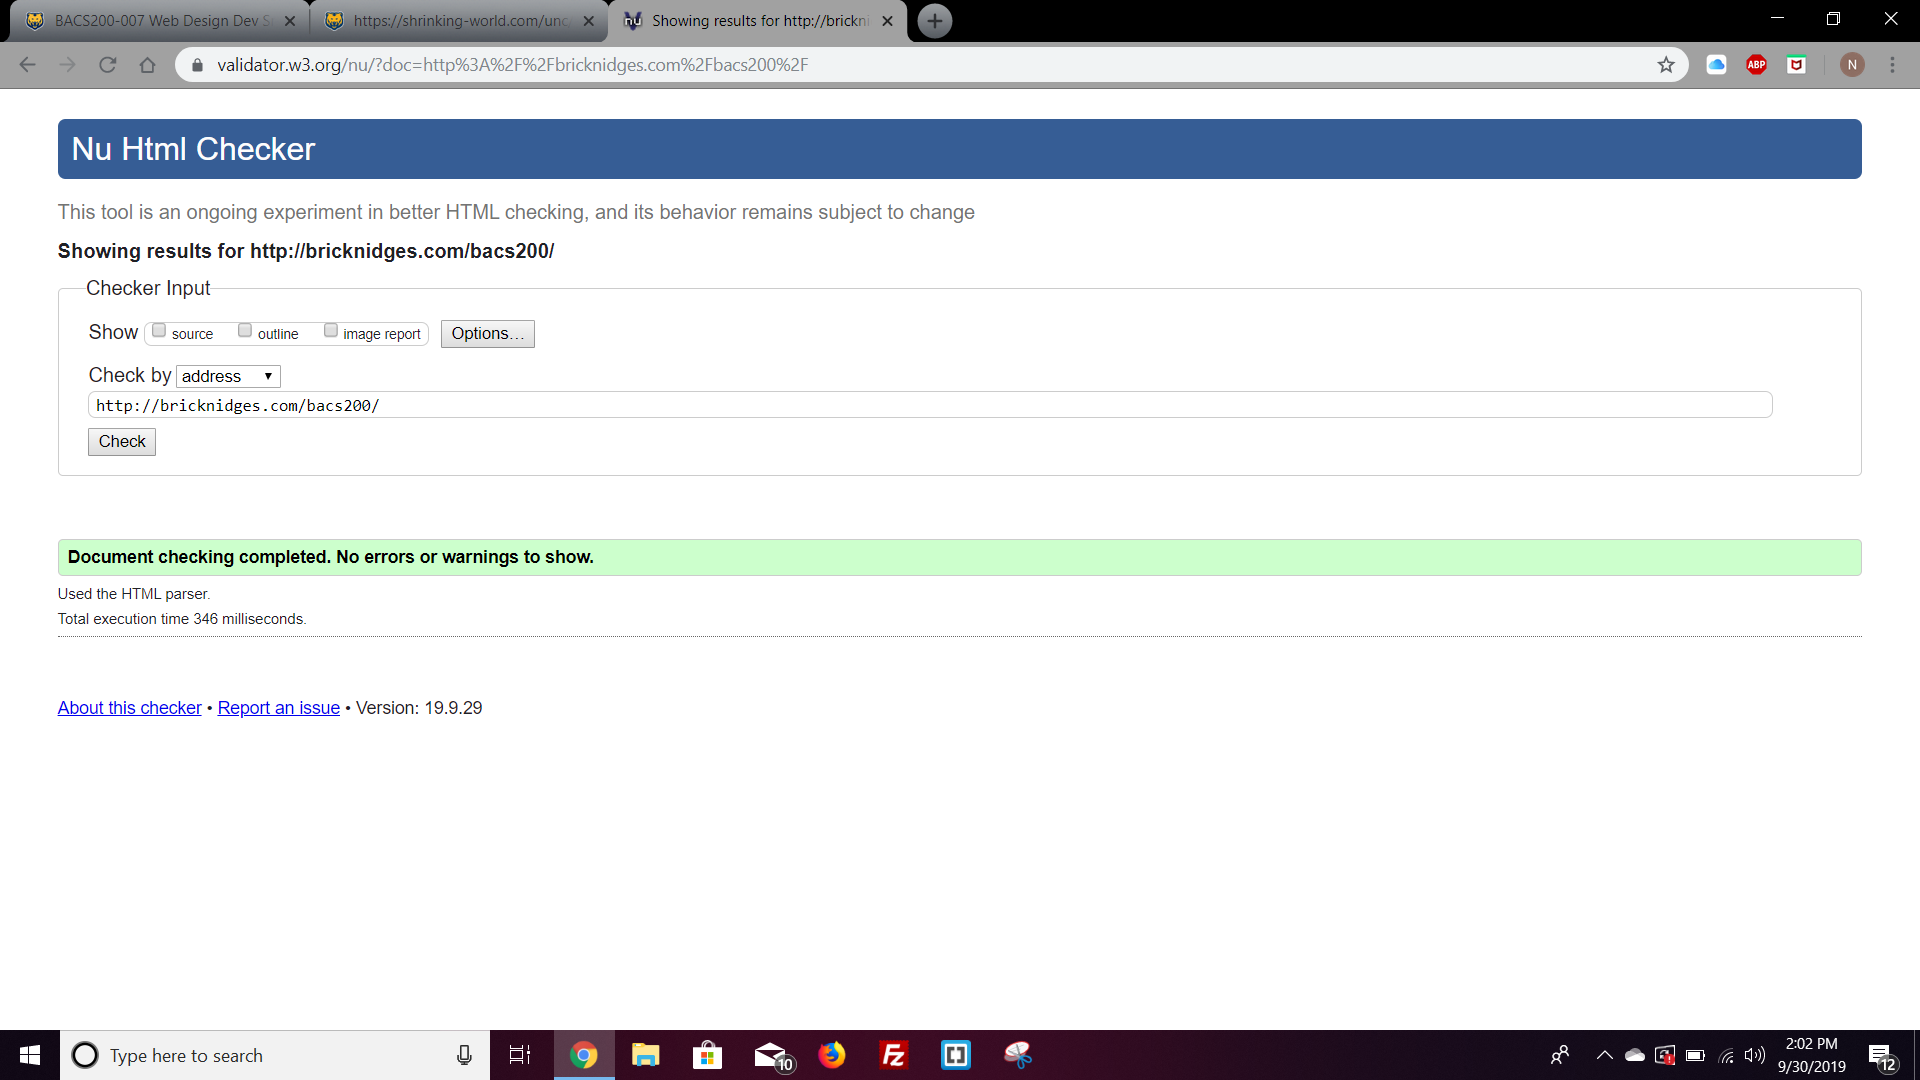 BACS200-007 Web Design Dev S
https://shrinking-world.com/unc
Showing results for http://brickni
validator.w3.org/nu/?doc=http%3A%2F%2Fbricknidges.com%2Fbacs200%2F
ABP
N
Nu Html Checker
This tool is an ongoing experiment in better HTML checking, and its behavior remains subject to change
Showing results for http://bricknidges.com/bacs200/
Checker Input
Show source outline image report Options...
Check by address
http://bricknidges.com/bacs200/
Check
Document checking completed. No errors or warnings to show.
Used the HTML parser.
Total execution time 346 milliseconds.
About this checker • Report an issue • Version: 19.9.29
Type here to search
10
Fz
2:02 PM
9/30/2019
12